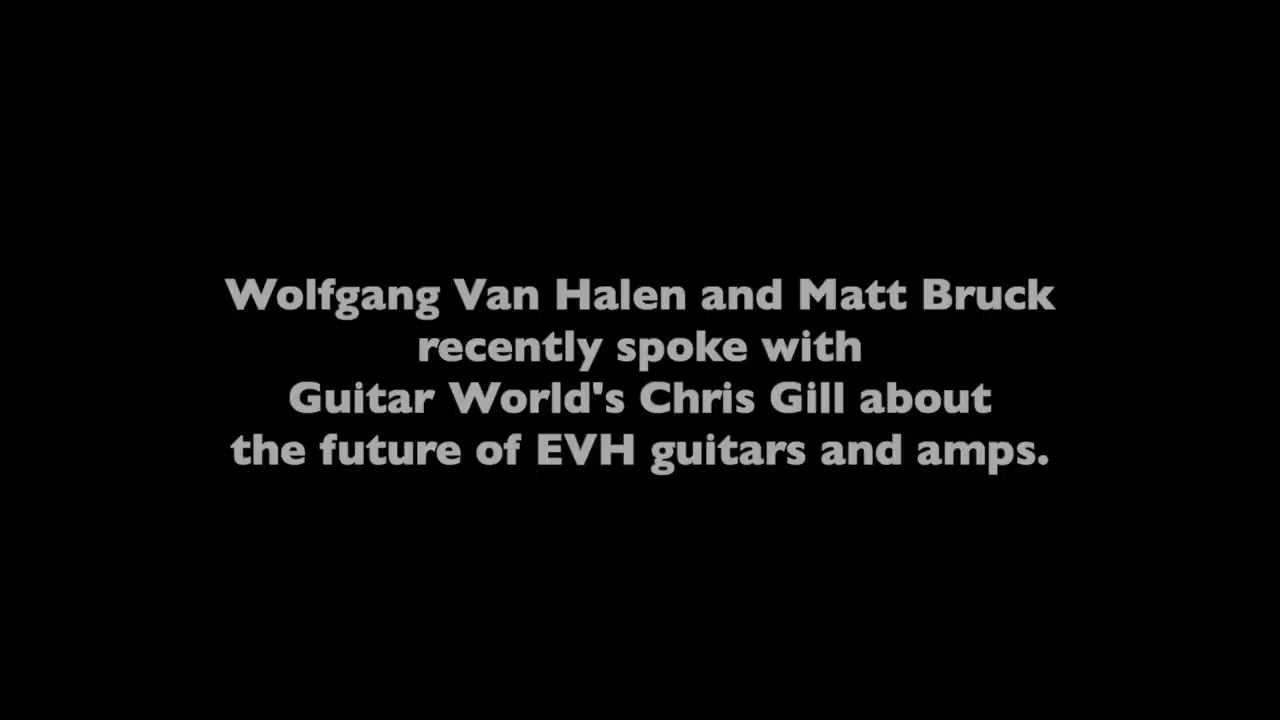 Wolfgang Van Halen and Matt Bruck
recently spoke with
Guitar World's Chris Gill about
the future of EVH guitars and amps.